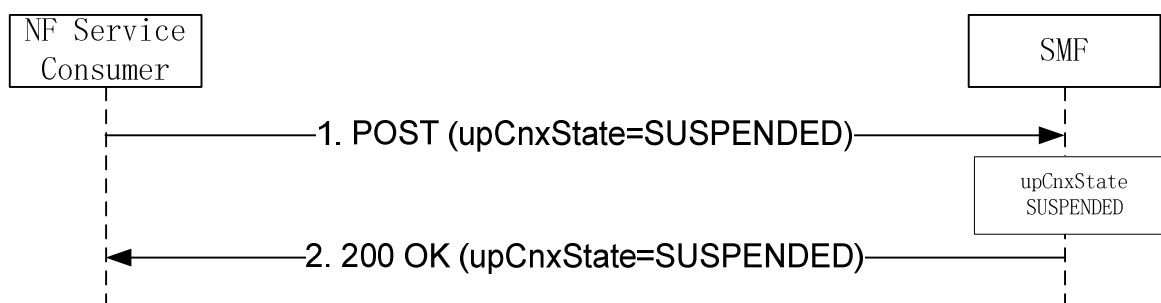 NF Service
Consumer
SMF
1. POST (upCnxState=SUSPENDED)
upCnxState
SUSPENDED
2. 200 OK (upCnxState=SUSPENDED)